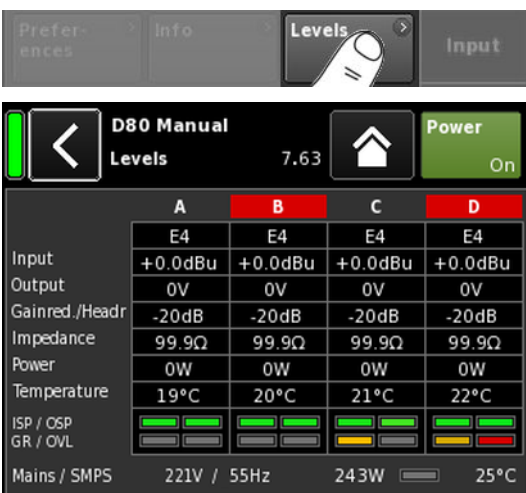 Prefer-
ences
Info
Levels
Input
D80 Manual
Levels 7.63
Power
On
A B C D
E4 E4 E4 E4
Input +0.0dBu +0.0dBu +0.0dBu +0.0dBu
Output 0V 0V 0V 0V
Gainred./Headr -20dB -20dB -20dB -20dB
Impedance 99.9Ω 99.9Ω 99.9Ω 99.9Ω
Power 0W 0W 0W 0W
Temperature 19°C 20°C 21°C 22°C
ISP / OSP
GR / OVL
Mains / SMPS 221V / 55Hz 243W 25°C